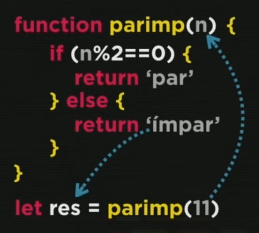 function parimp(n) {
if (n%2==0) {
return ‘par’
} else {
return ‘ímpar’
}
}
let res = parimp(11)